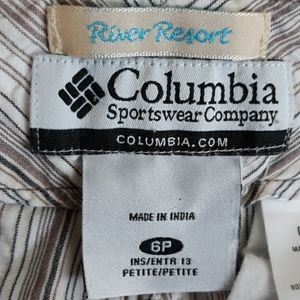 River Resort
Columbia
Sportswear Company
COLUMBIA.COM
MADE IN INDIA
6P
INS/ENTR 13
PETITE/PETITE